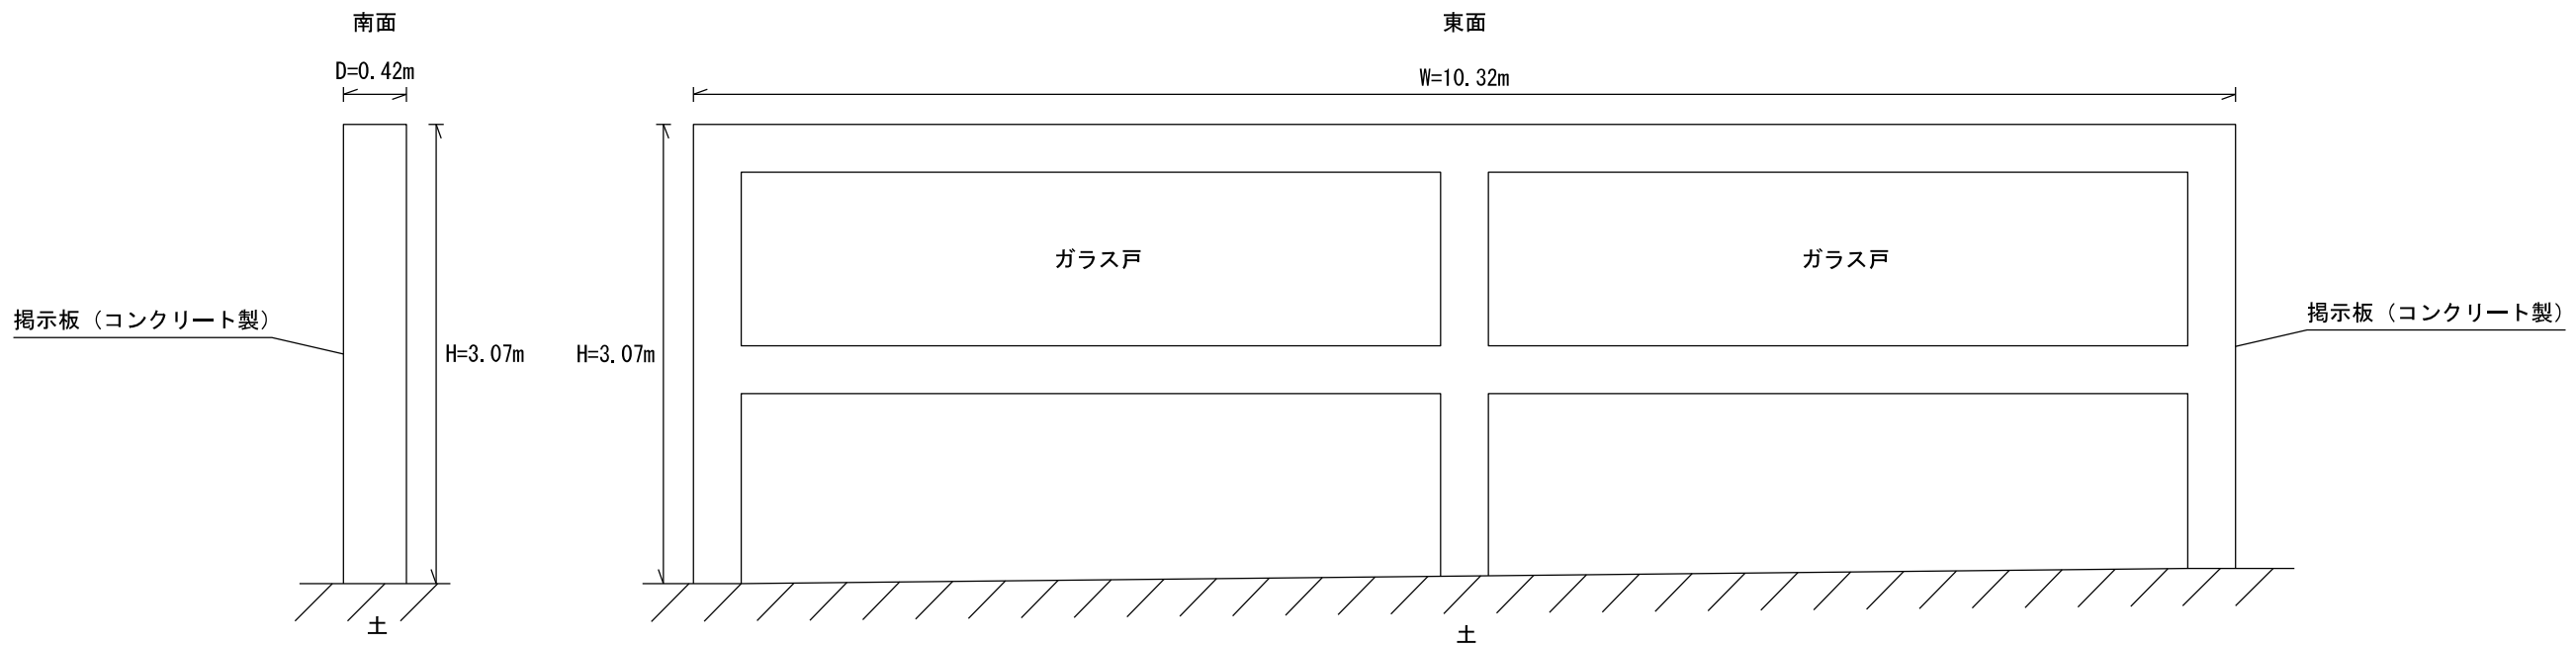 南面
D=0.42m
掲示板（コンクリート製）
H=3.07m
土
東面
W=10.32m
H=3.07m
ガラス戸
ガラス戸
掲示板（コンクリート製）
土